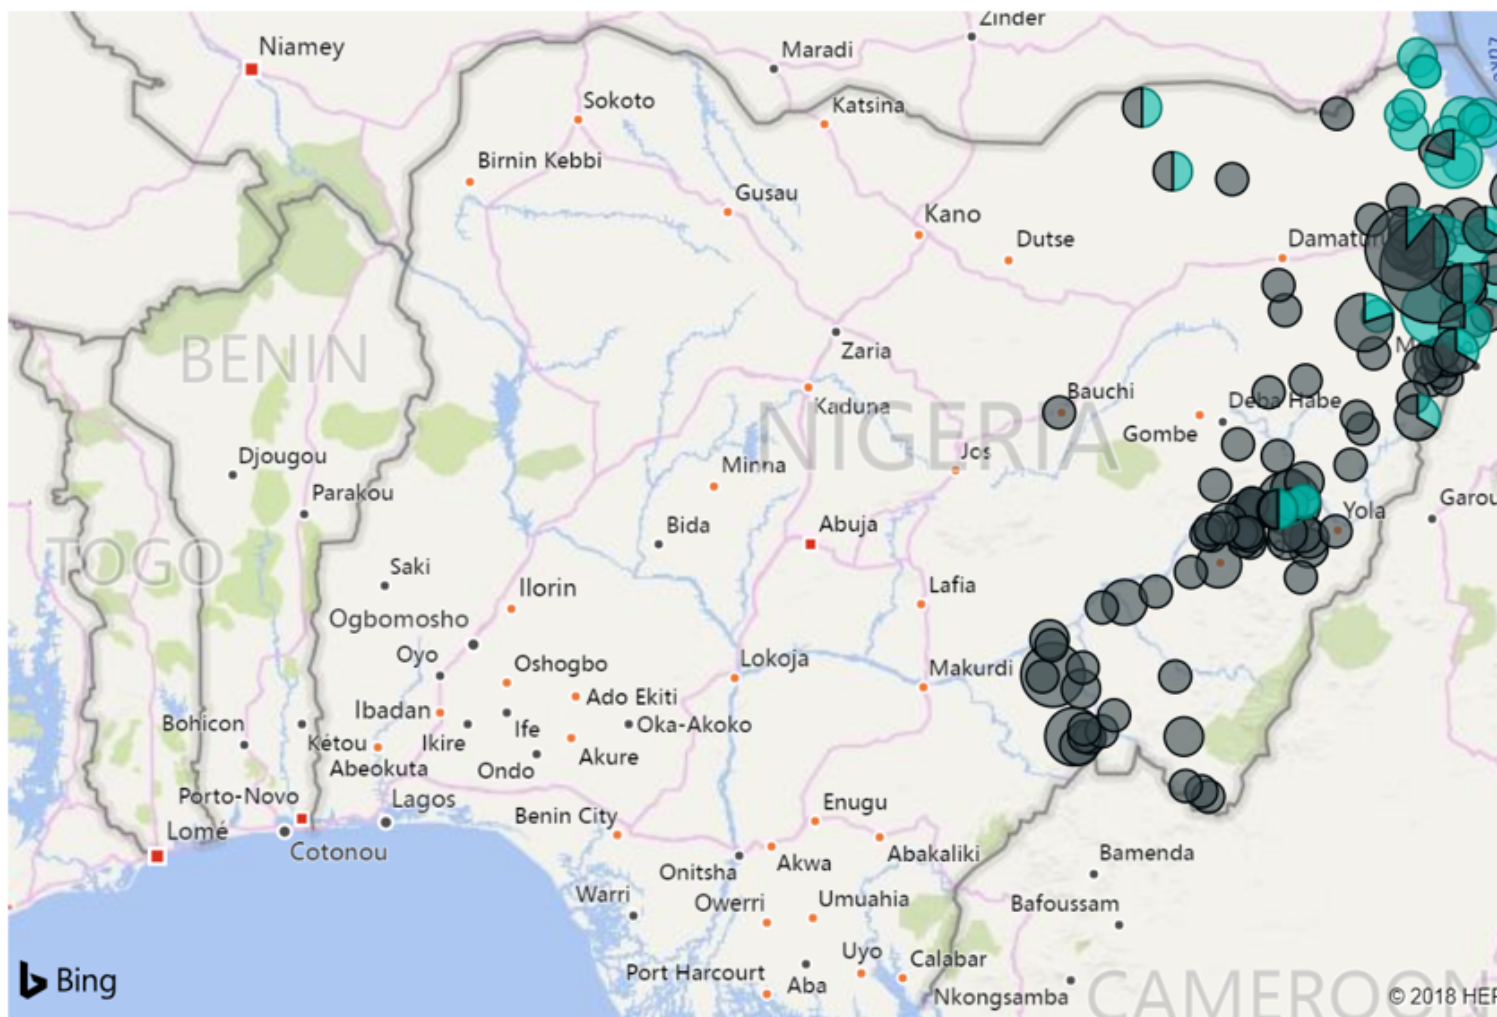 Zinder
Niamey
Maradi
Sokoto
Katsina
Birnin Kebbi
Gusau
Kano
Dutse
Damatur
Zaria
BENIN
Kaduna
Bauchi
Deba Habe
NIGERIA
Gombe
Djougou
Minna
Jos
Parakou
Garou
Bida
Abuja
Yola
TOGO
Saki
Ilorin
Lafia
Ogbomosho
Oyo
Oshogbo
Lokoja
Makurdi
Ado Ekiti
Ibadan
Bohicon
Kétou
Ikire
Ife
Oka-Akoko
Abeokuta
Ondo
Akure
Porto-Novo
Lagos
Benin City
Enugu
Lomé
Cotonou
Onitsha
Akwa
Abakaliki
Bamenda
Warri
Owerri
Umuahia
Bafoussam
Uyo
Calabar
Port Harcourt
Aba
Nkongsamba
CAMEROON
Bing
© 2018 HER